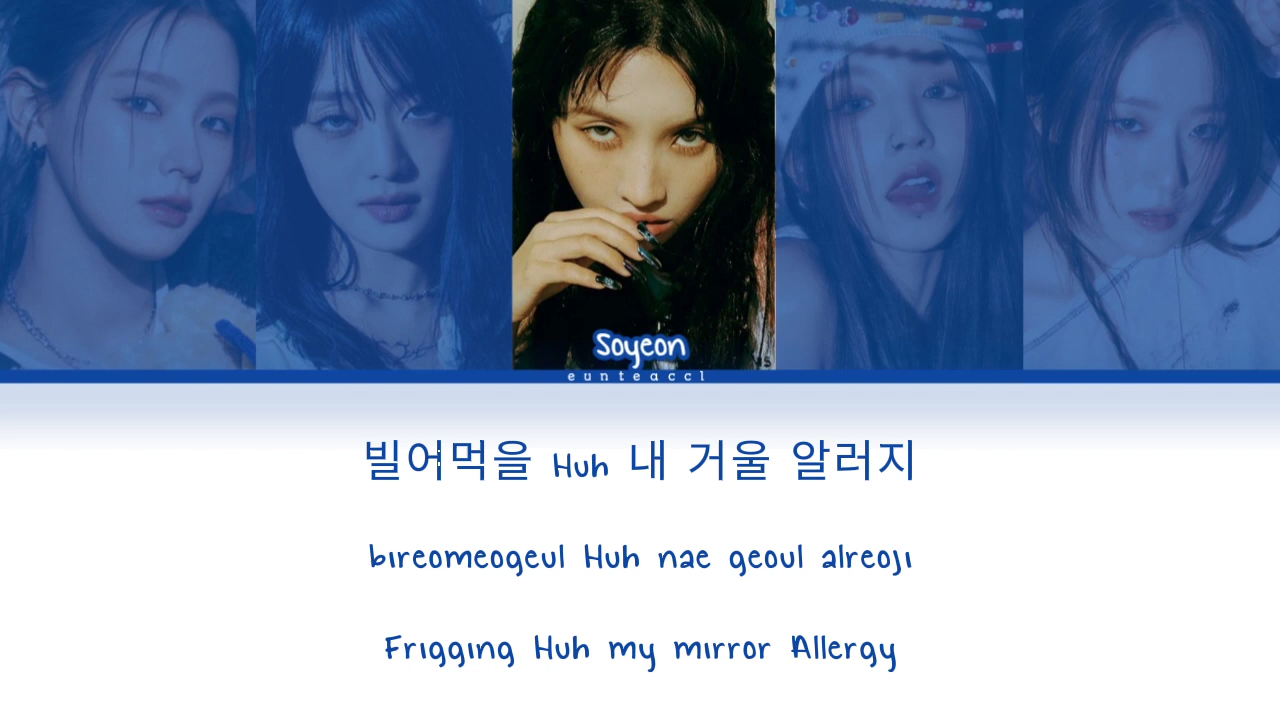 Soyeon
eunteaccl
빌어먹을 Huh 내 거울 알러지
bireomeogeul Huh nae geoul alreoji
Frigging Huh my mirror Allergy